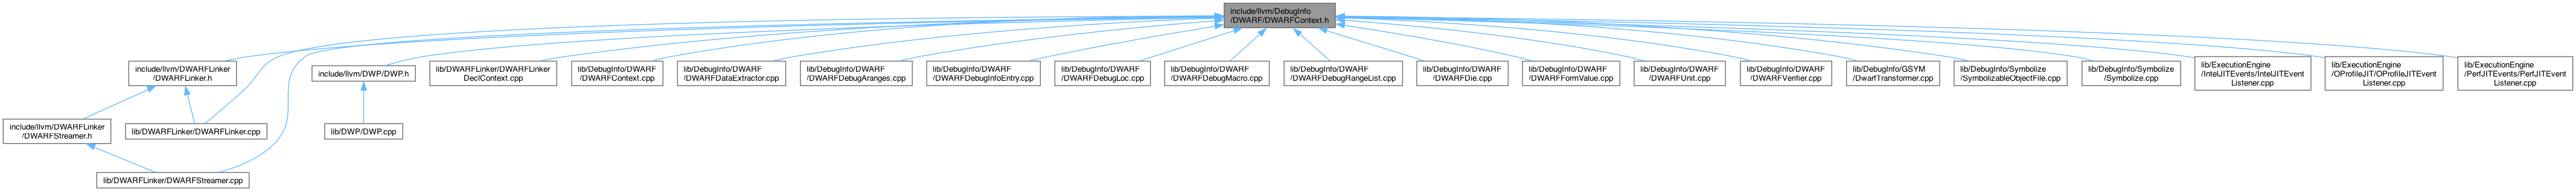 include/llvm/DebugInfo
/DWARF/DWARFContext.h
include/llvm/DWARFLinker
/DWARFLinker.h
include/llvm/DWP/DWP.h
lib/DWARFLinker/DWARFLinker
DeclContext.cpp
lib/DebugInfo/DWARF
/DWARFContext.cpp
lib/DebugInfo/DWARF
/DWARFDataExtractor.cpp
lib/DebugInfo/DWARF
/DWARFDebugAranges.cpp
lib/DebugInfo/DWARF
/DWARFDebugInfoEntry.cpp
lib/DebugInfo/DWARF
/DWARFDebugLoc.cpp
lib/DebugInfo/DWARF
/DWARFDebugMacro.cpp
lib/DebugInfo/DWARF
/DWARFDebugRangeList.cpp
lib/DebugInfo/DWARF
/DWARFDie.cpp
lib/DebugInfo/DWARF
/DWARFFormValue.cpp
lib/DebugInfo/DWARF
/DWARFUnit.cpp
lib/DebugInfo/DWARF
/DWARFVerifier.cpp
lib/DebugInfo/GSYM
/DwarfTransformer.cpp
lib/DebugInfo/Symbolize
/SymbolizableObjectFile.cpp
lib/DebugInfo/Symbolize
/Symbolize.cpp
lib/ExecutionEngine
/IntelJITEvents/IntelJITEvent
Listener.cpp
lib/ExecutionEngine
/OProfileJIT/OProfileJITEvent
Listener.cpp
lib/ExecutionEngine
/PerfJITEvents/PerfJITEvent
Listener.cpp
include/llvm/DWARFLinker
/DWARFStreamer.h
lib/DWARFLinker/DWARFLinker.cpp
lib/DWP/DWP.cpp
lib/DWARFLinker/DWARFStreamer.cpp